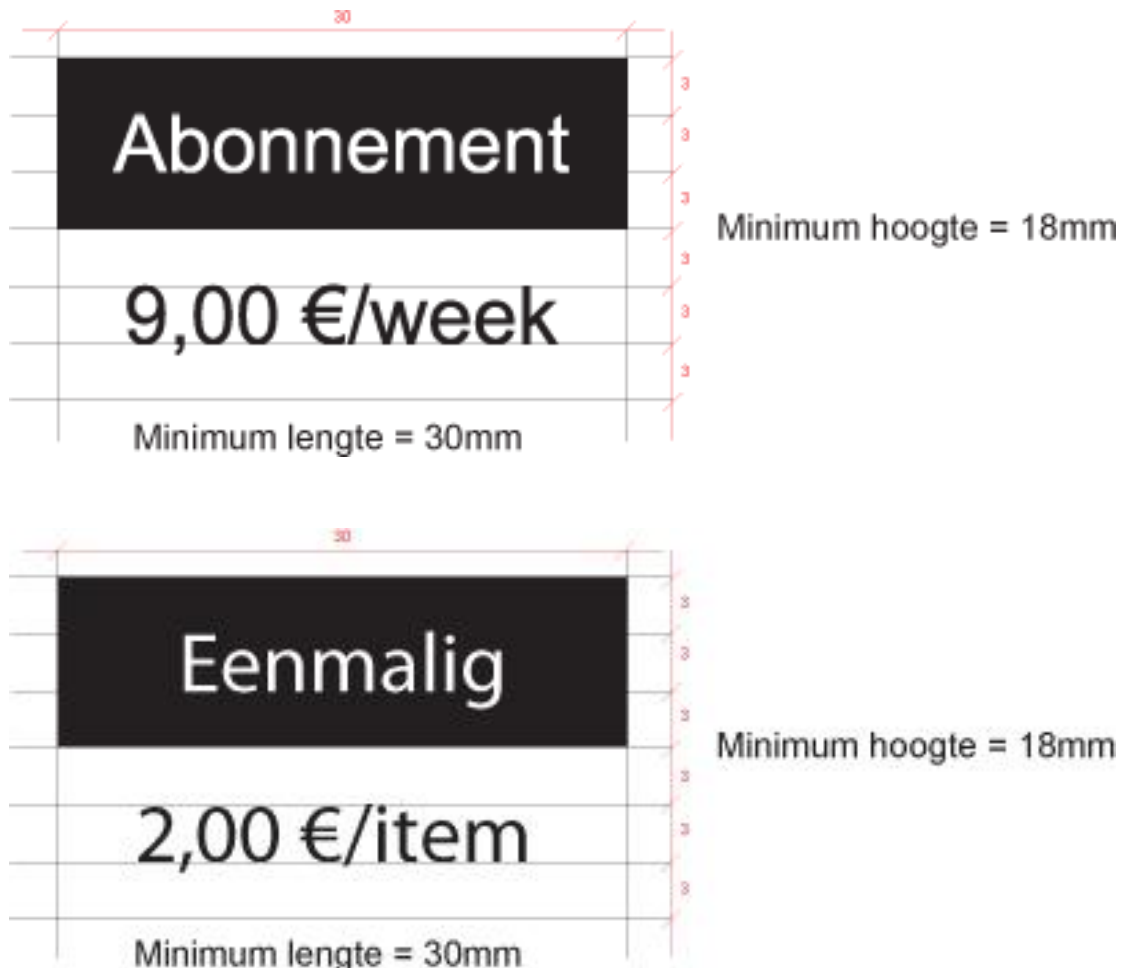 30
3
Abonnement
3
3
Minimum hoogte = 18mm
3
9,00 €/week
3
3
Minimum lengte = 30mm
30
3
Eenmalig
3
3
Minimum hoogte = 18mm
3
2,00 €/item
3
3
Minimum lengte = 30mm